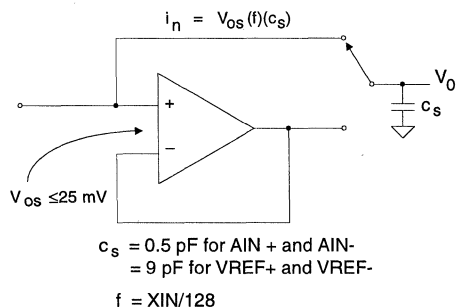 i_n = V_OS (f)(c_s)
V_O
+
c_s
−
V_OS ≤25 mV
c_s = 0.5 pF for AIN + and AIN-
= 9 pF for VREF+ and VREF-
f = XIN/128